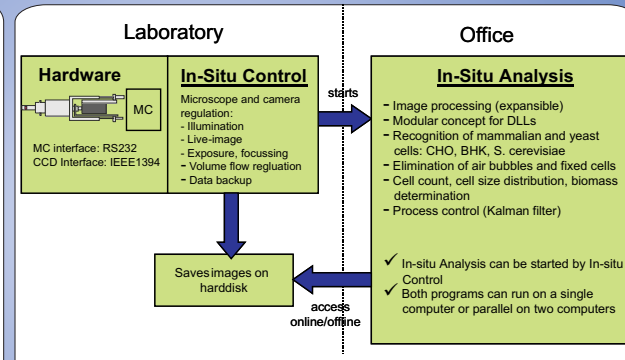 Laboratory
Office
Hardware
MC
MC interface: RS232
CCD Interface: IEEE1394
In-Situ Control
Microscope and camera
regulation:
- Illumination
- Live-image
- Exposure, focussing
- Volume flow regluation
- Data backup
starts
In-Situ Analysis
- Image processing (expansible)
- Modular concept for DLLs
- Recognition of mammalian and yeast
cells: CHO, BHK, S. cerevisiae
- Elimination of air bubbles and fixed cells
- Cell count, cell size distribution, biomass
determination
- Process control (Kalman filter)
✓ In-situ Analysis can be started by In-situ
Control
✓ Both programs can run on a single
computer or parallel on two computers
Saves images on
harddisk
access
online/offline